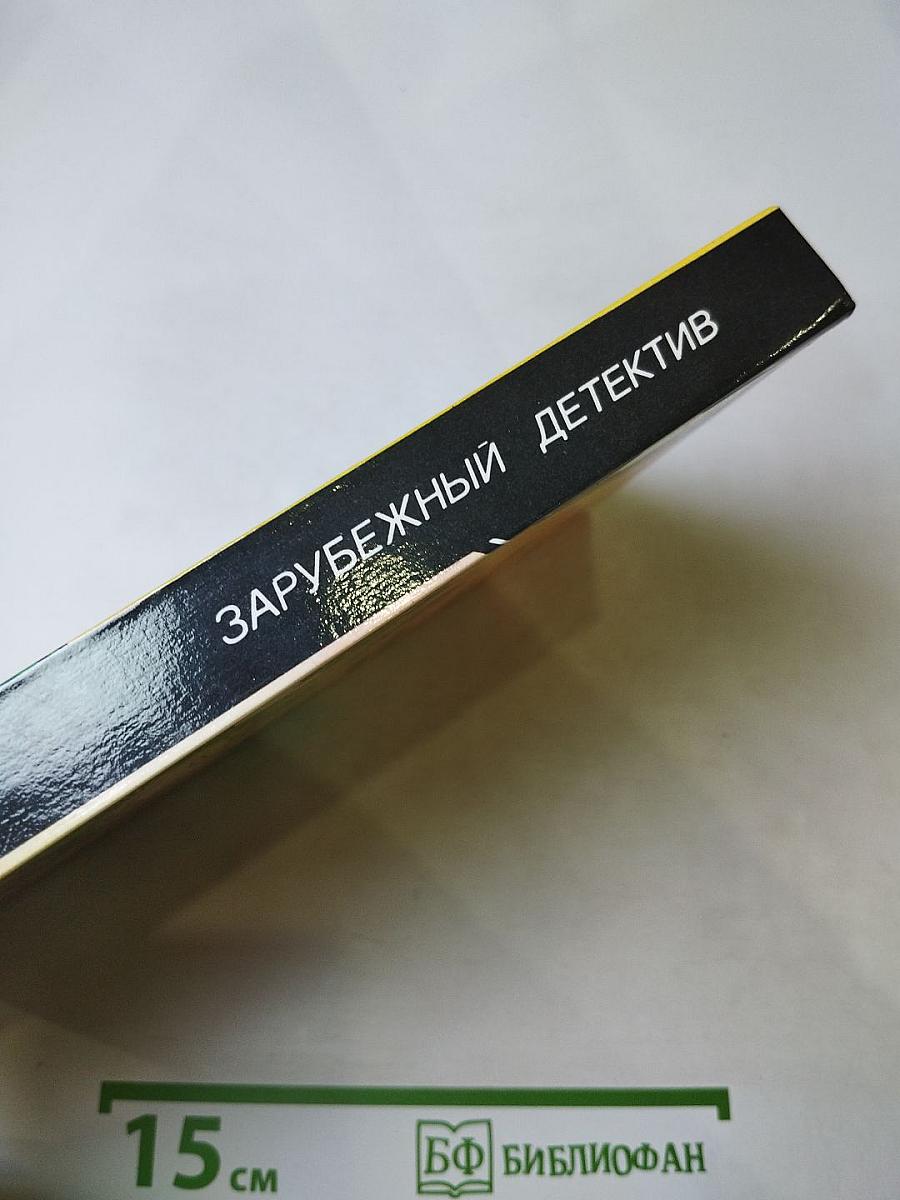 ЗАРУБЕЖНЫЙ ДЕТЕКТИВ
15 см
БФ БИБЛИОФАН